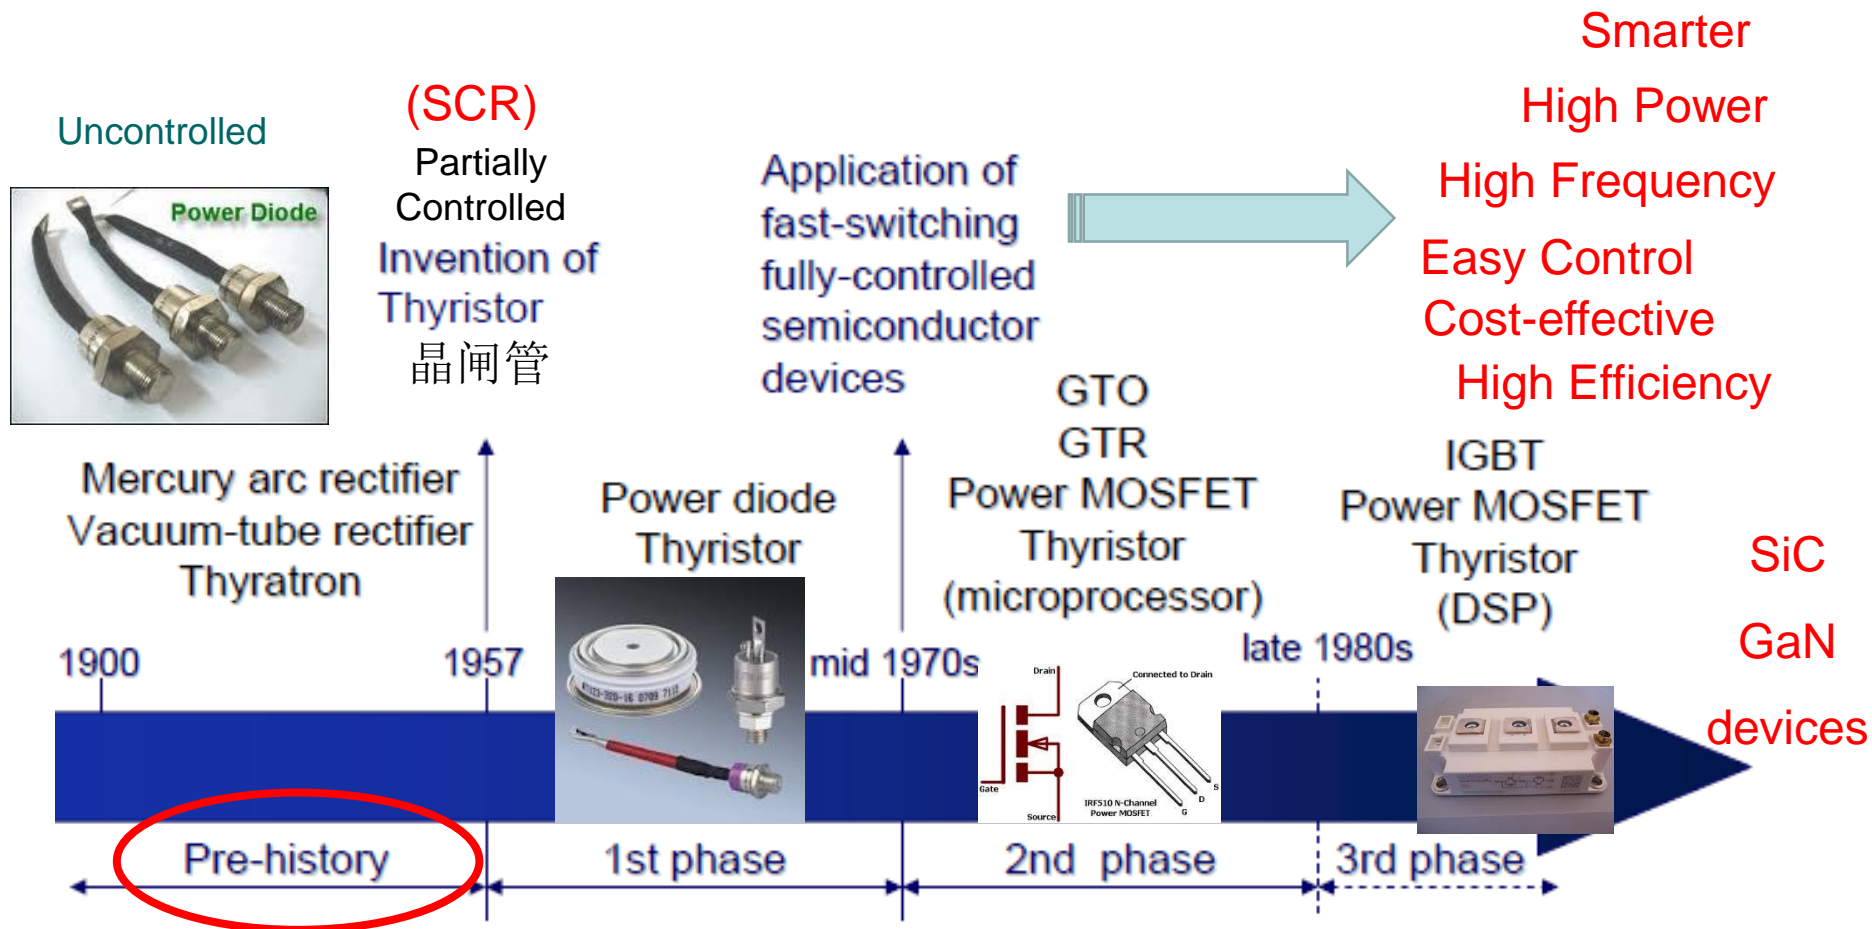 Smarter
High Power
High Frequency
Easy Control
Cost-effective
High Efficiency
Uncontrolled
Power Diode
(SCR)
Partially
Controlled
Invention of
Thyristor
晶闸管
Application of
fast-switching
fully-controlled
semiconductor
devices
Mercury arc rectifier
Vacuum-tube rectifier
Thyratron
Power diode
Thyristor
GTO
GTR
Power MOSFET
Thyristor
(microprocessor)
IGBT
Power MOSFET
Thyristor
(DSP)
SiC
GaN
devices
1900
1957
mid 1970s
late 1980s
Drain
Connected to Drain
Gate
Source
IRF510 N-Channel
Power MOSFET
G
D
S
Pre-history
1st phase
2nd phase
3rd phase